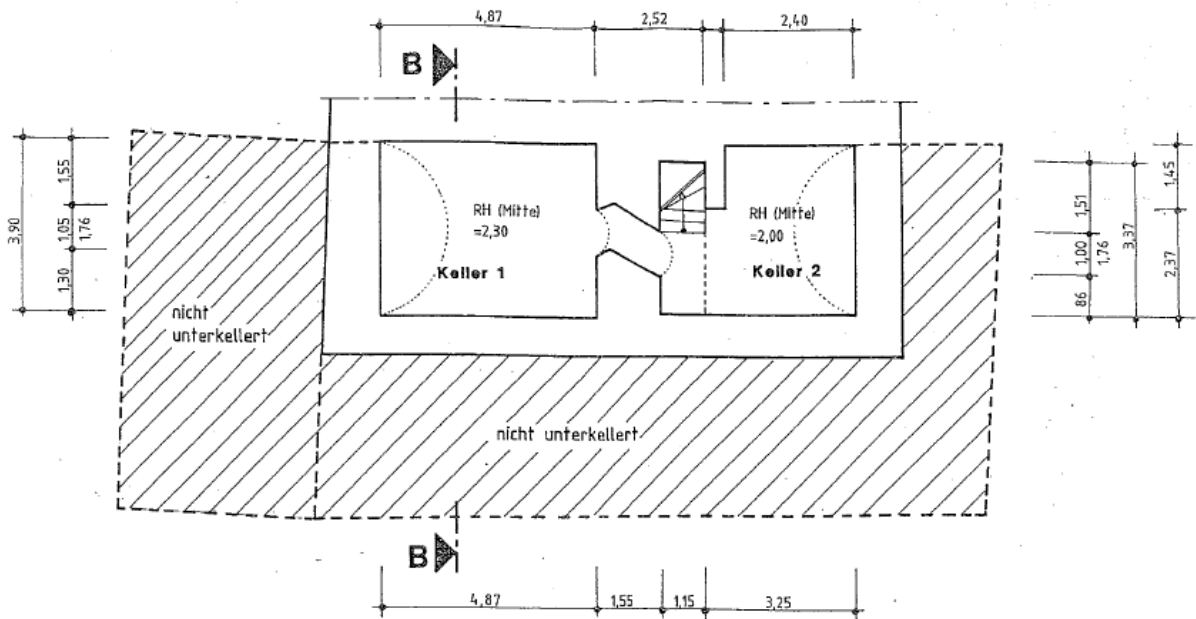 4,87
2,52
2,40
B
3,90
1,55
1,05
1,76
1,30
RH (Mitte)
=2,30
Keller 1
RH (Mitte)
=2,00
Keller 2
1,51
1,00
1,76
86
3,37
1,45
2,37
nicht
unterkellert
nicht unterkellert
B
4,87
1,55
1,15
3,25